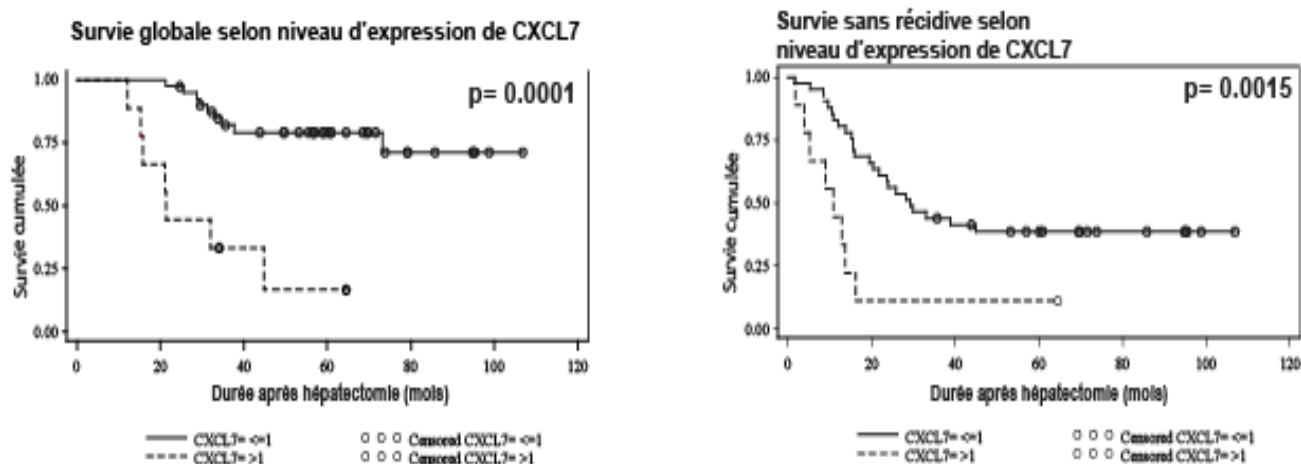 Survie globale selon niveau d'expression de CXCL7
p= 0.0001
1.00
0.75
0.50
0.25
0.00
Survie cumulée
0 20 40 60 80 100 120
Durée après hépatectomie (mois)
CXCL7= <=1 Censored CXCL7= <=1
CXCL7= >1 Censored CXCL7= >1
Survie sans récidive selon
niveau d'expression de CXCL7
p= 0.0015
1.00
0.75
0.50
0.25
0.00
Survie cumulée
0 20 40 60 80 100 120
Durée après hépatectomie (mois)
CXCL7= <=1 Censored CXCL7= <=1
CXCL7= >1 Censored CXCL7= >1